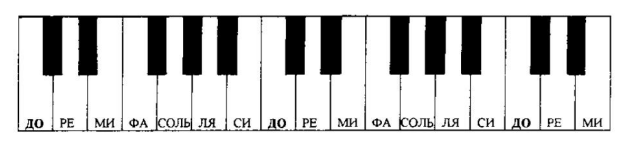 ДО РЕ МИ ФА СОЛЬ ЛЯ СИ ДО РЕ МИ ФА СОЛЬ ЛЯ СИ ДО РЕ МИ